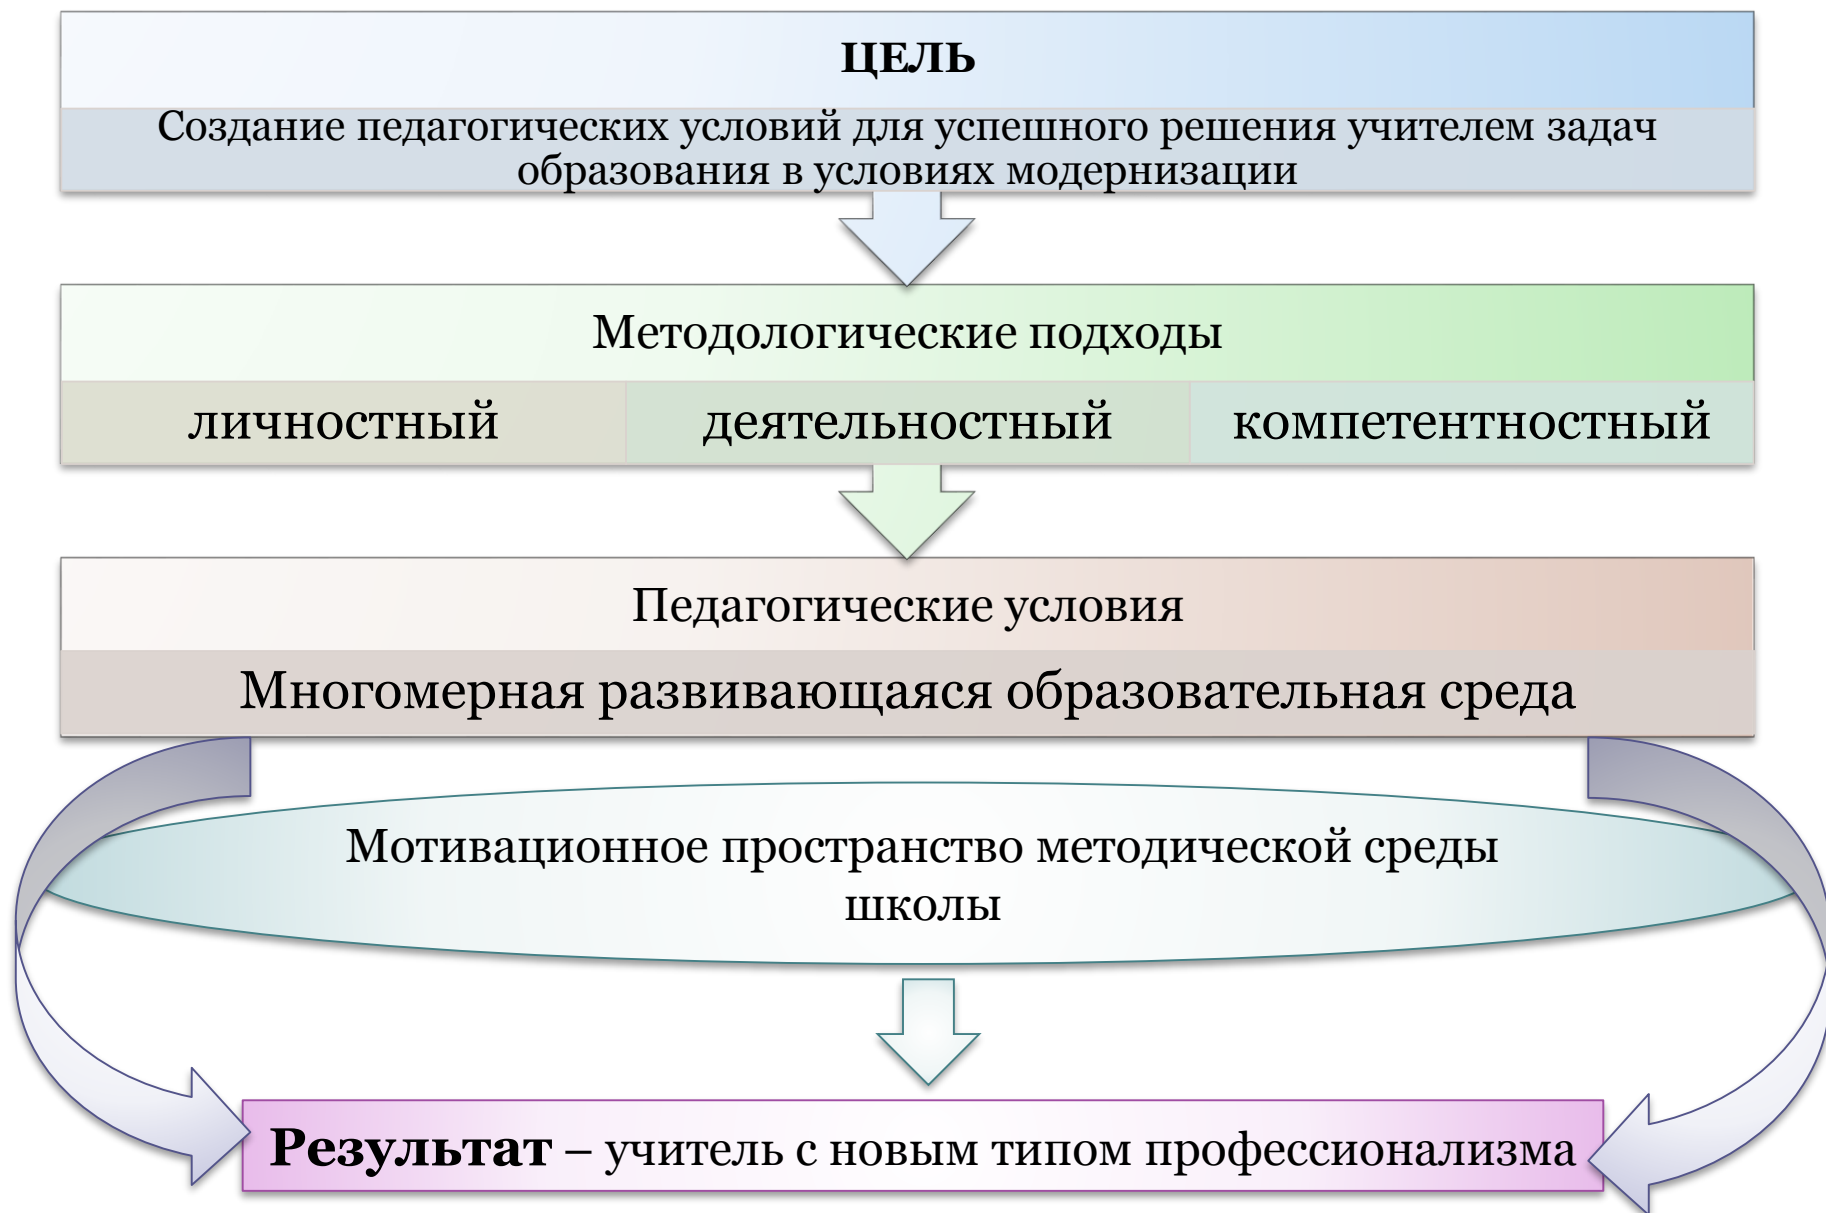 ЦЕЛЬ
Создание педагогических условий для успешного решения учителем задач
образования в условиях модернизации
Методологические подходы
личностный деятельностный компетентностный
Педагогические условия
Многомерная развивающаяся образовательная среда
Мотивационное пространство методической среды
школы
Результат – учитель с новым типом профессионализма